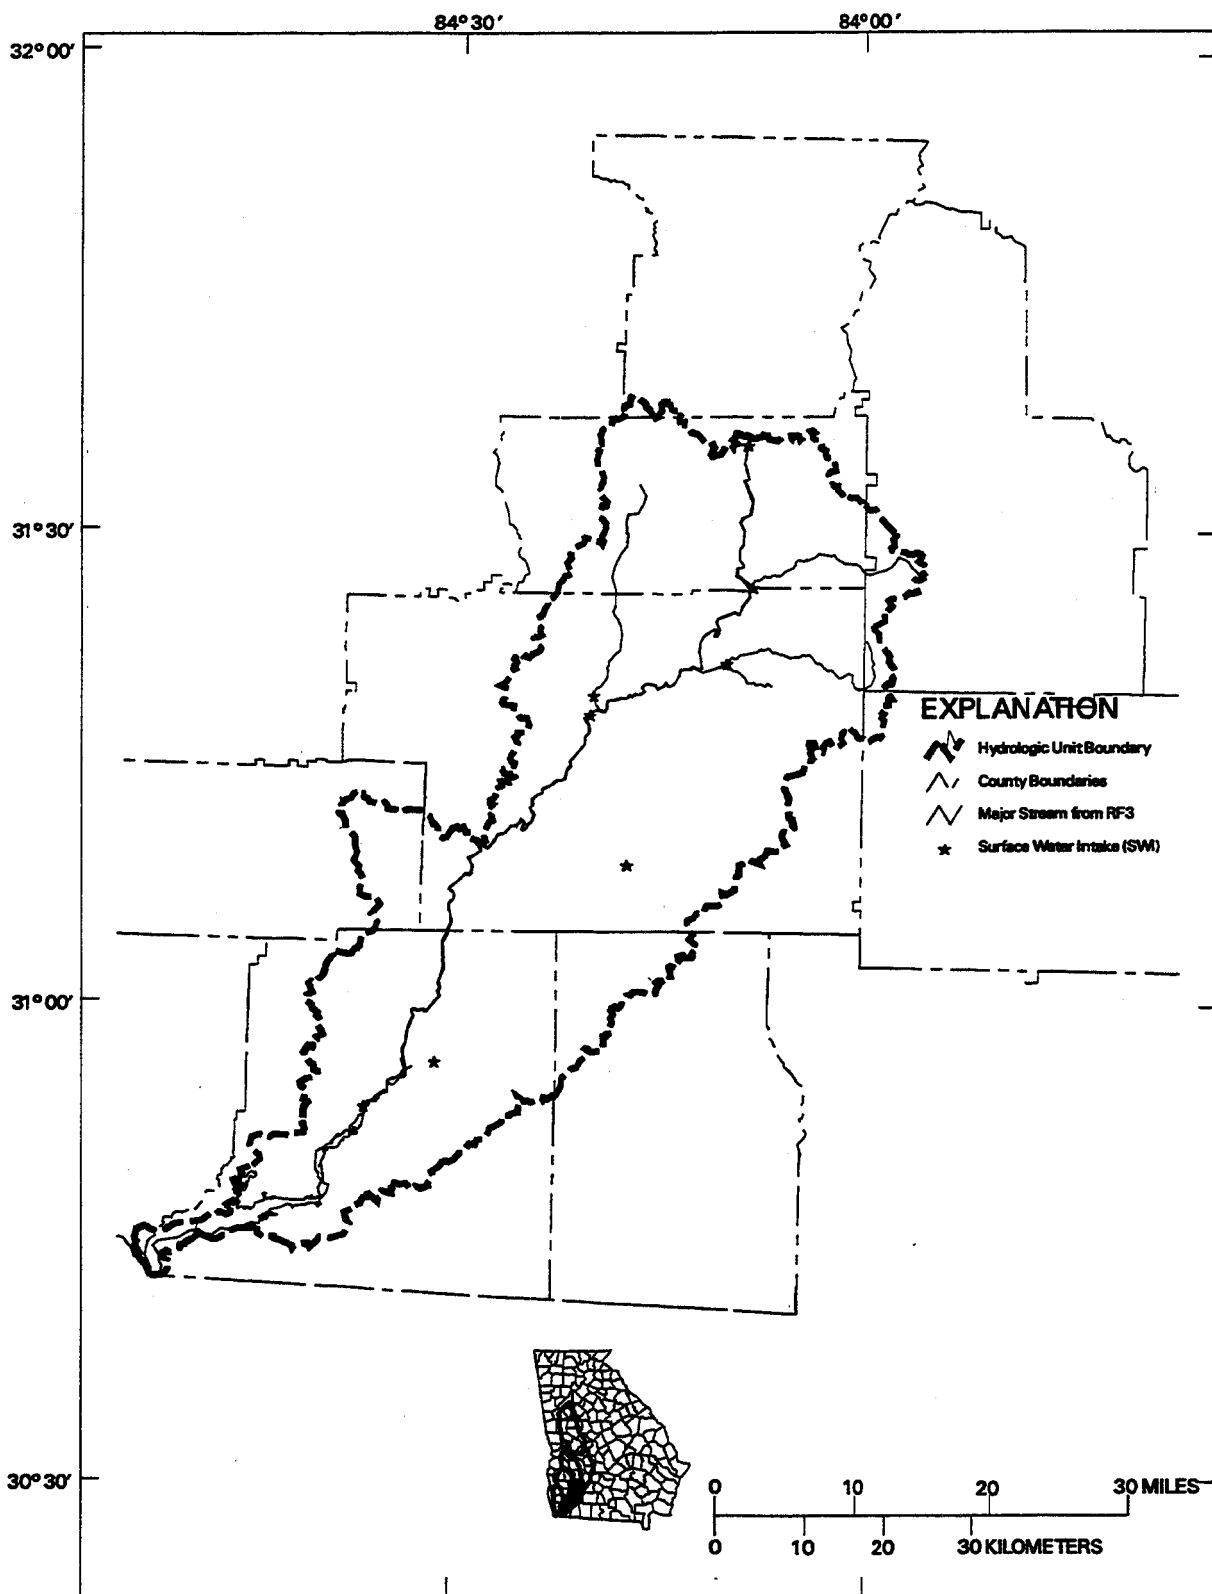 84°30′ 84°00′
32°00′
31°30′
EXPLANATION
Hydrologic Unit Boundary
County Boundaries
Major Stream from RF3
Surface Water Intake (SWI)
31°00′
30°30′
0 10 20 30 MILES
0 10 20 30 KILOMETERS